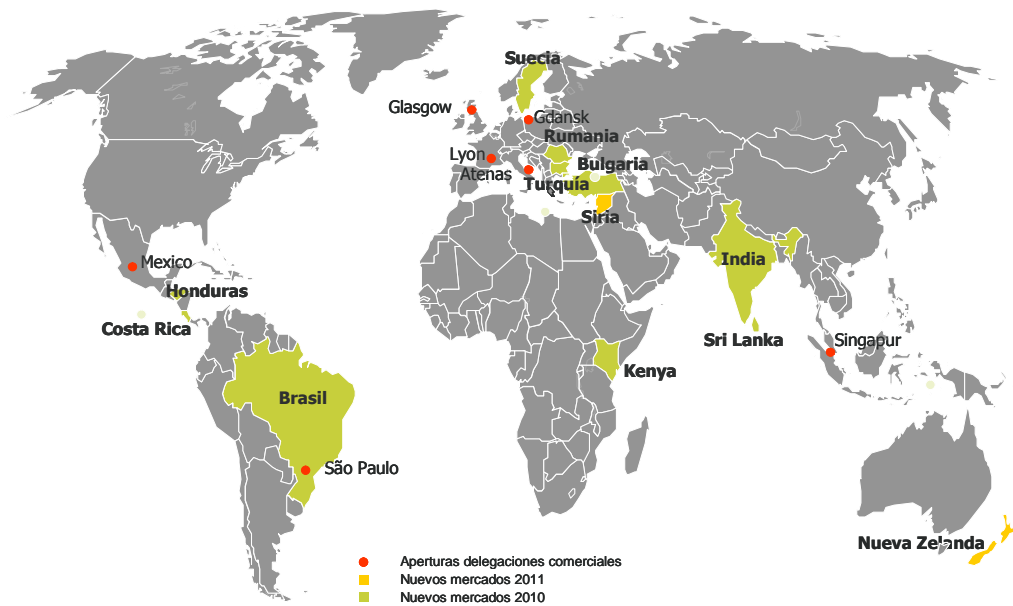 Suecia
Glasgow
Gdansk
Rumania
Lyon
Bulgaria
Atenas
Turquía
Siria
Mexico
India
Honduras
Costa Rica
Sri Lanka
Singapur
Kenya
Brasil
São Paulo
Nueva Zelanda
Aperturas delegaciones comerciales
Nuevos mercados 2011
Nuevos mercados 2010